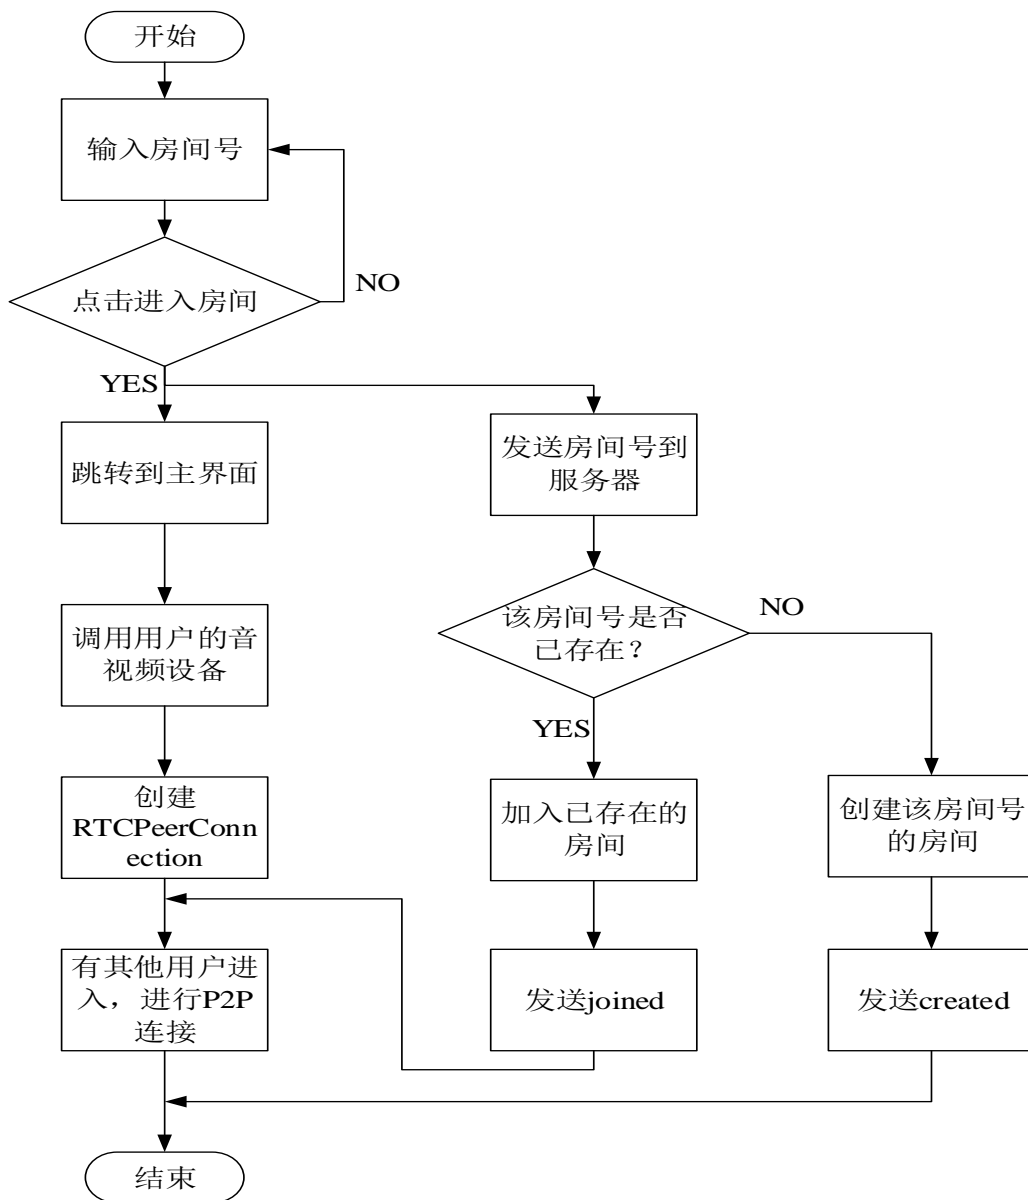 开始
输入房间号
点击进入房间
NO
YES
跳转到主界面
发送房间号到
服务器
调用用户的音
视频设备
该房间号是否
已存在？
NO
YES
创建
RTCPeerConn
ection
加入已存在的
房间
创建该房间号
的房间
有其他用户进
入，进行P2P
连接
发送joined
发送created
结束